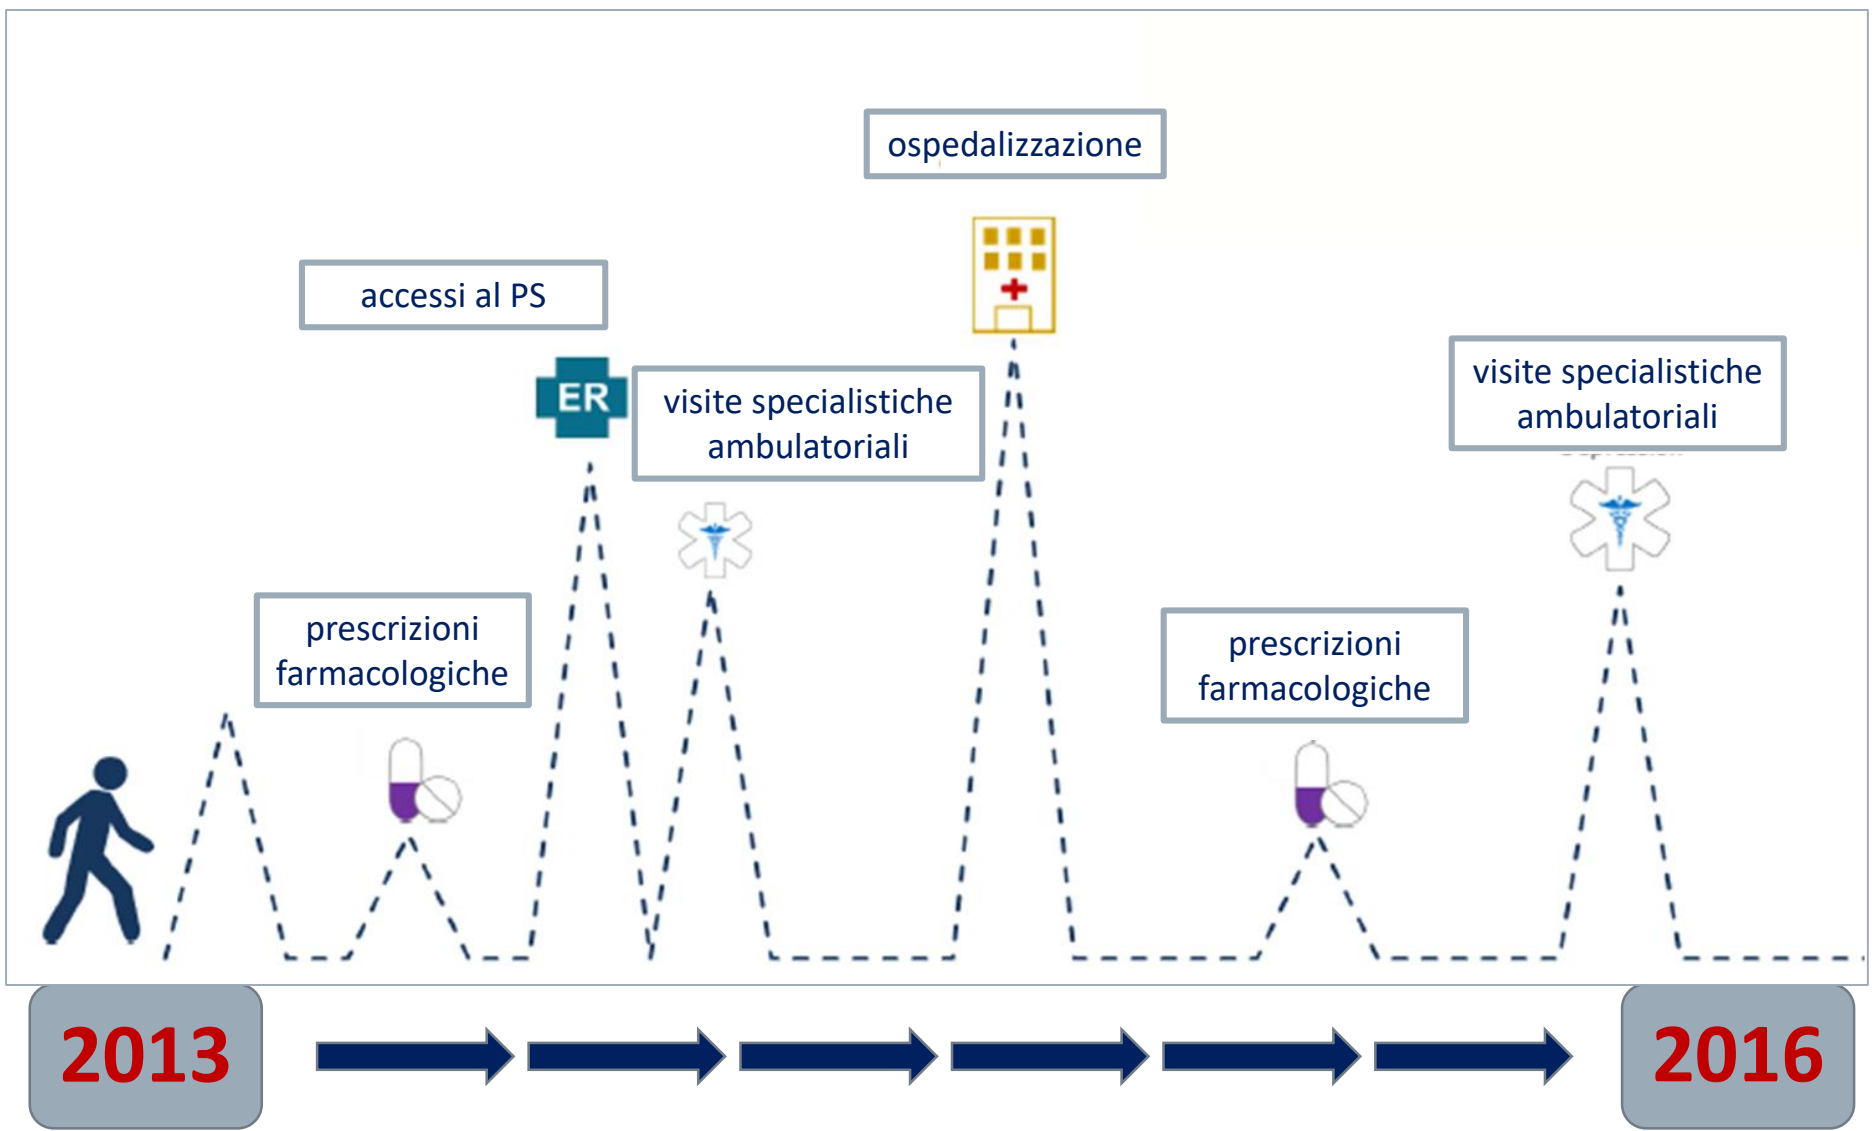 ospedalizzazione
accessi al PS
ER
visite specialistiche
ambulatoriali
visite specialistiche
ambulatoriali
prescrizioni
farmacologiche
prescrizioni
farmacologiche
2013
2016